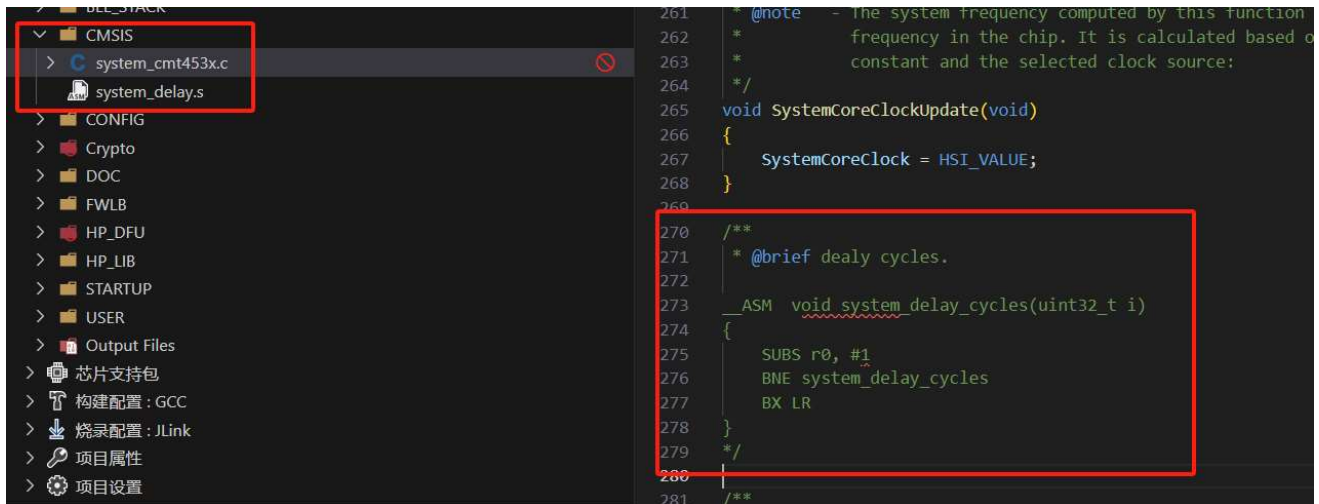 BLE_STACK
CMSIS
C system_cmt453x.c
ASM system_delay.s
CONFIG
Crypto
DOC
FWLB
HP_DFU
HP_LIB
STARTUP
USER
Output Files
芯片支持包
构建配置 : GCC
烧录配置 : JLink
项目属性
项目设置
261 * @note - The system frequency computed by this function
262 * frequency in the chip. It is calculated based o
263 * constant and the selected clock source:
264 */
265 void SystemCoreClockUpdate(void)
266 {
267 SystemCoreClock = HSI_VALUE;
268 }
269
270 /**
271 * @brief dealy cycles.
272
273 __ASM void system_delay_cycles(uint32_t i)
274 {
275 SUBS r0, #1
276 BNE system_delay_cycles
277 BX LR
278 }
279 */
280
281 /**